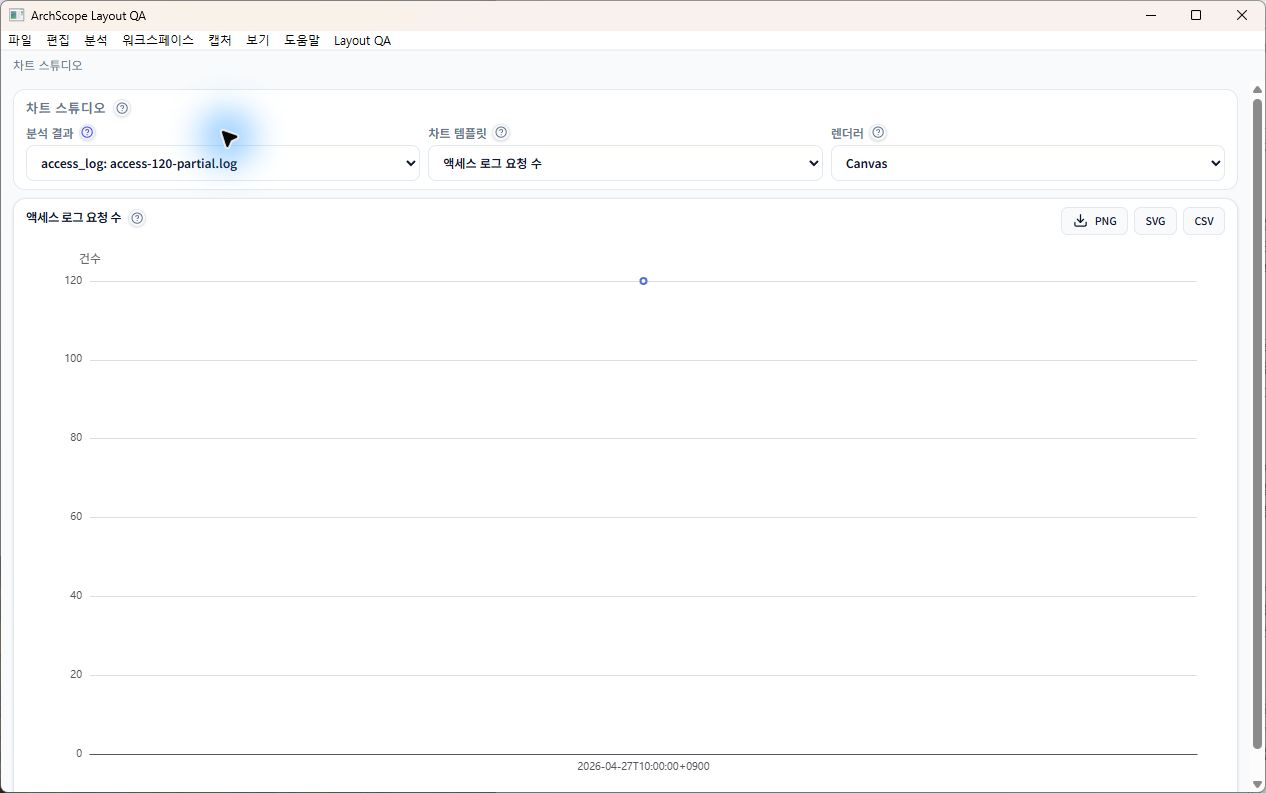 ArchScope Layout QA
파일 편집 분석 워크스페이스 캡처 보기 도움말 Layout QA
차트 스튜디오
차트 스튜디오
분석 결과 차트 템플릿 렌더러
access_log: access-120-partial.log 액세스 로그 요청 수 Canvas
액세스 로그 요청 수 PNG SVG CSV
건수
120
100
80
60
40
20
0
2026-04-27T10:00:00+0900